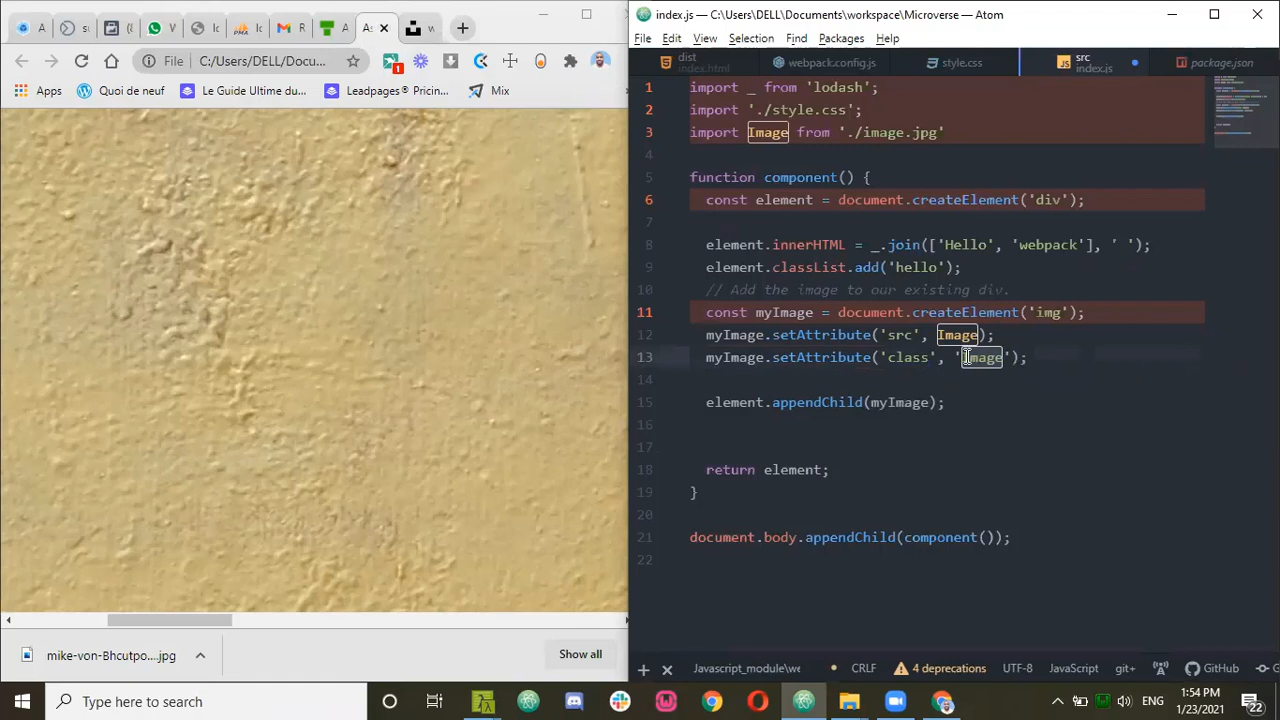 index.js — C:\Users\DELL\Documents\workspace\Microverse — Atom
File Edit View Selection Find Packages Help
File C:/Users/DELL/Docu...
1
Apps Quoi de neuf Le Guide Ultime du... Leadpages® Pricin... Mii
dist
index.html
webpack.config.js
style.css
src
index.js
package.json
1 import _ from 'lodash';
2 import './style.css';
3 import Image from './image.jpg'
4
5 function component() {
6 const element = document.createElement('div');
7
8 element.innerHTML = _.join(['Hello', 'webpack'], ' ');
9 element.classList.add('hello');
10 // Add the image to our existing div.
11 const myImage = document.createElement('img');
12 myImage.setAttribute('src', Image);
13 myImage.setAttribute('class', 'Image');
14
15 element.appendChild(myImage);
16
17
18 return element;
19 }
20
21 document.body.appendChild(component());
22
mike-von-Bhcutpo....jpg
Show all
Javascript_module\we CRLF 4 deprecations UTF-8 JavaScript git+ GitHub
Type here to search
ENG
1:54 PM
1/23/2021
22